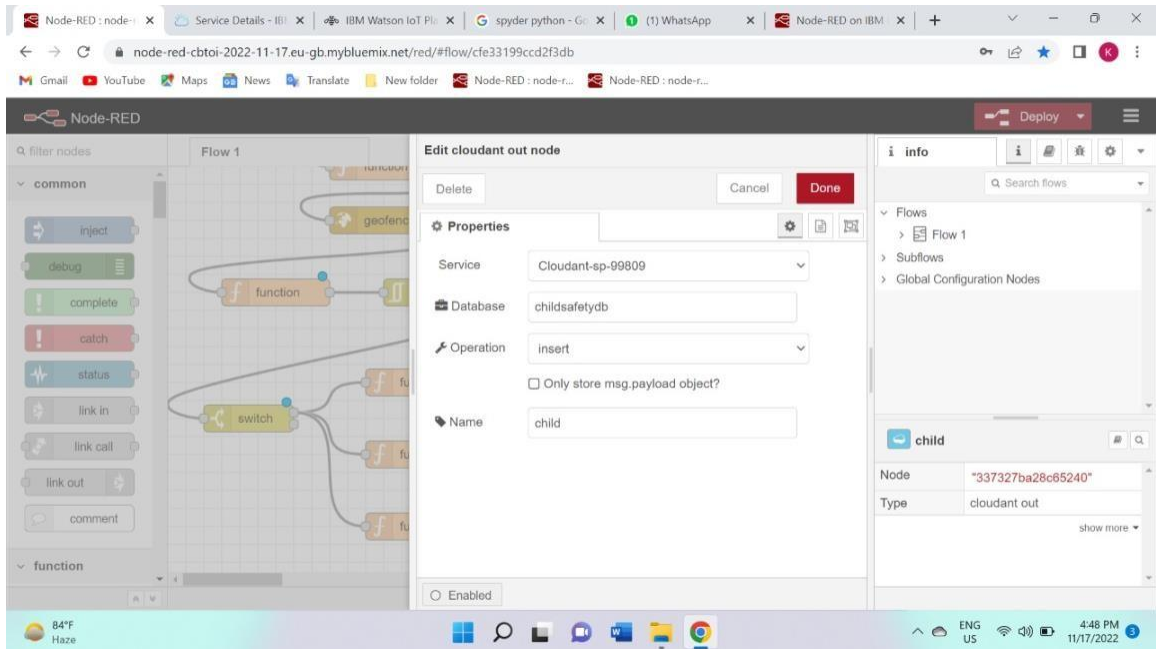 Node-RED : node-r
Service Details - IB
IBM Watson IoT Pla
spyder python - Go
(1) WhatsApp
Node-RED on IBM
node-red-cbtoi-2022-11-17.eu-gb.mybluemix.net/red/#flow/cfe33199ccd2f3db
K
Gmail YouTube Maps News Translate New folder Node-RED : node-r... Node-RED : node-r...
Node-RED
Deploy
filter nodes
common
inject
debug
complete
catch
status
link in
link call
link out
comment
function
Flow 1
function
geofenc
function
switch
fu
fu
fu
Edit cloudant out node
Delete
Cancel
Done
Properties
Service Cloudant-sp-99809
Database childsafetydb
Operation insert
Only store msg.payload object?
Name child
Enabled
i info
i
Search flows
Flows
Flow 1
Subflows
Global Configuration Nodes
child
Node "337327ba28c65240"
Type cloudant out
show more
84°F
Haze
ENG
US
4:48 PM
11/17/2022
3